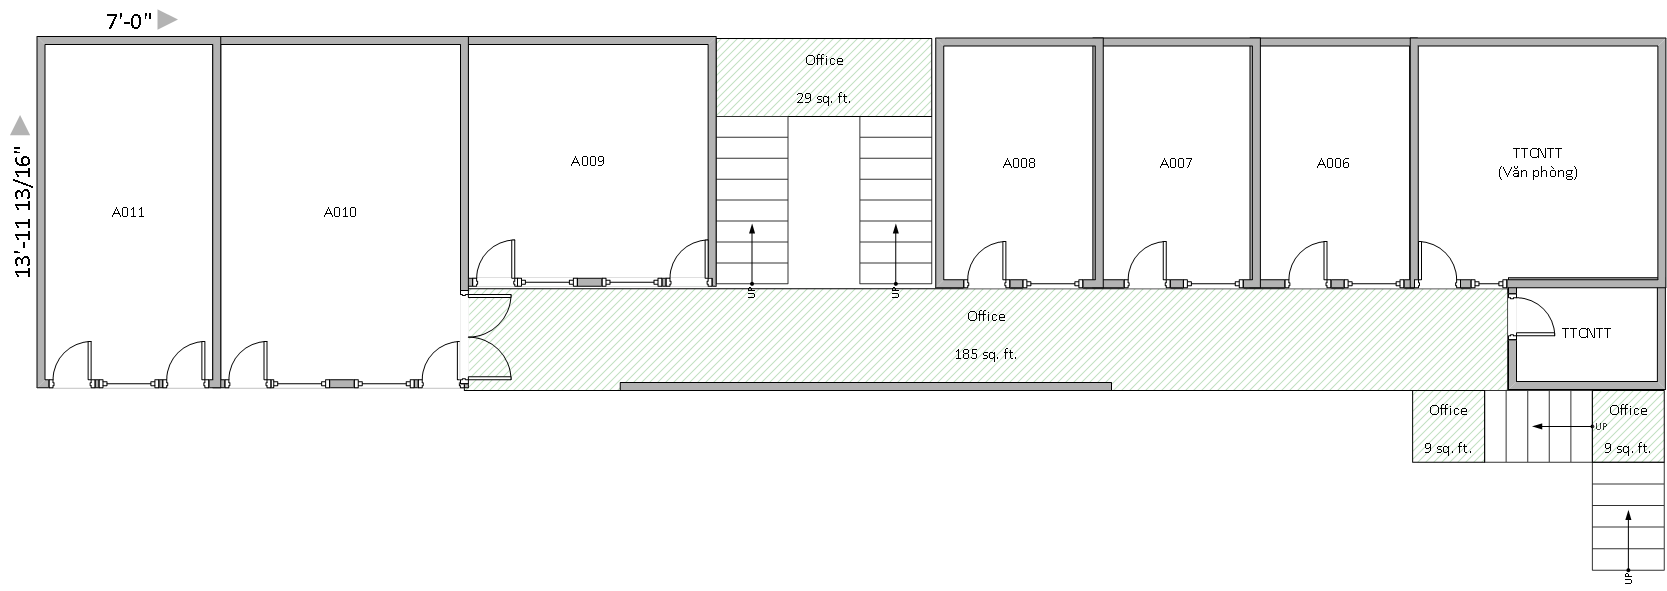 7'-0"
13'-11 13/16"
Office
29 sq. ft.
A011
A010
A009
A008
A007
A006
TTCNTT
(Văn phòng)
UP
UP
Office
185 sq. ft.
TTCNTT
Office
9 sq. ft.
UP
Office
9 sq. ft.
UP